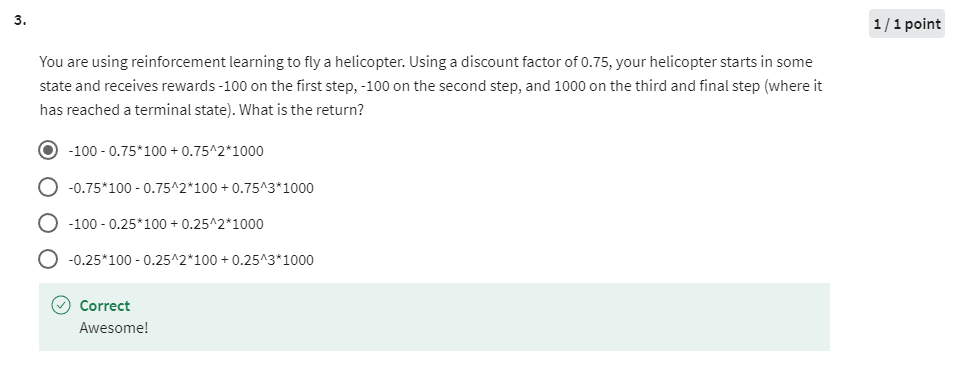 3.
1 / 1 point
You are using reinforcement learning to fly a helicopter. Using a discount factor of 0.75, your helicopter starts in some
state and receives rewards -100 on the first step, -100 on the second step, and 1000 on the third and final step (where it
has reached a terminal state). What is the return?
-100 - 0.75*100 + 0.75^2*1000
-0.75*100 - 0.75^2*100 + 0.75^3*1000
-100 - 0.25*100 + 0.25^2*1000
-0.25*100 - 0.25^2*100 + 0.25^3*1000
Correct
Awesome!